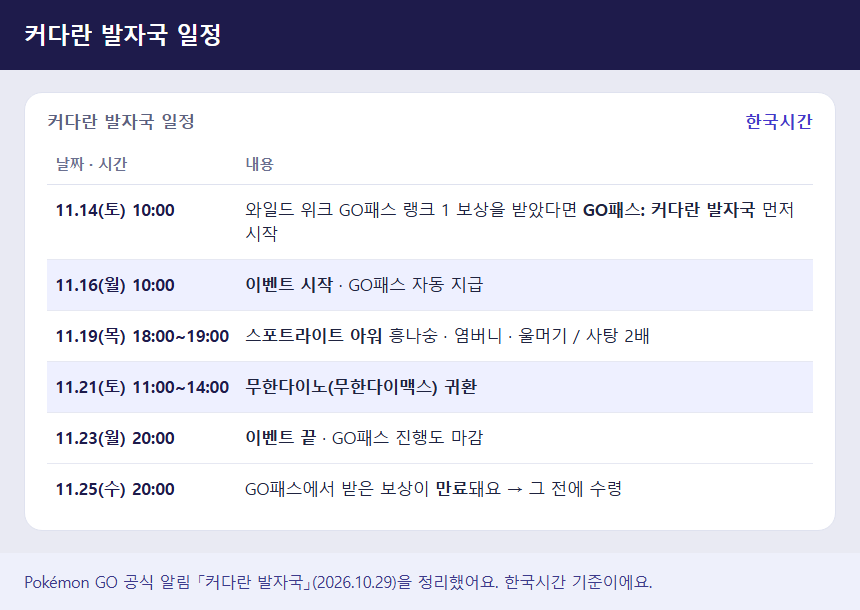 커다란 발자국 일정
커다란 발자국 일정
한국시간
날짜 · 시간
내용
11.14(토) 10:00
와일드 위크 GO패스 랭크 1 보상을 받았다면 GO패스: 커다란 발자국 먼저
시작
11.16(월) 10:00
이벤트 시작 · GO패스 자동 지급
11.19(목) 18:00~19:00
스포트라이트 아워 흥나숭 · 염버니 · 울머기 / 사탕 2배
11.21(토) 11:00~14:00
무한다이노(무한다이맥스) 귀환
11.23(월) 20:00
이벤트 끝 · GO패스 진행도 마감
11.25(수) 20:00
GO패스에서 받은 보상이 만료돼요 → 그 전에 수령
Pokémon GO 공식 알림 「커다란 발자국」(2026.10.29)을 정리했어요. 한국시간 기준이에요.